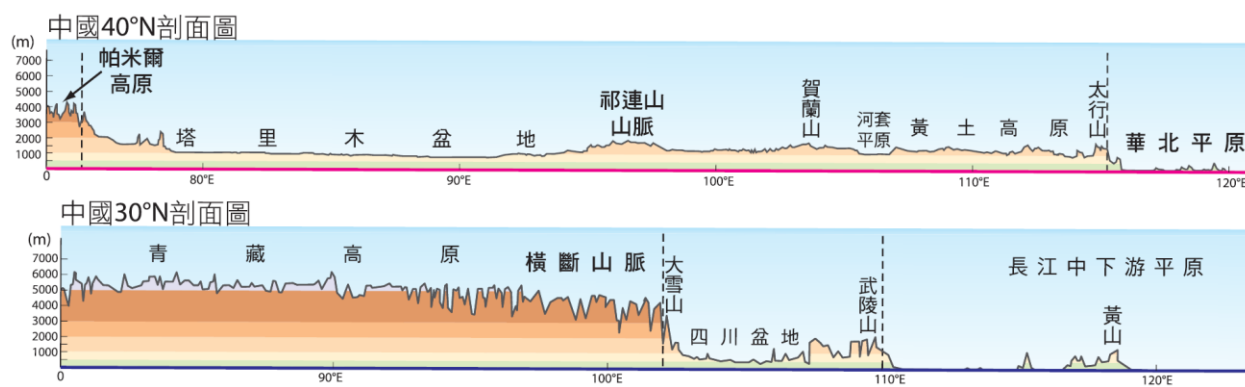 中國40°N剖面圖
(m)
7000
6000
5000
4000
3000
2000
1000
0
帕米爾
高原
塔里木盆地
祁連山
山脈
賀蘭山
河套
平原
黃土高原
太行山
華北平原
80°E
90°E
100°E
110°E
120°E
中國30°N剖面圖
(m)
7000
6000
5000
4000
3000
2000
1000
0
青藏高原
橫斷山脈
大雪山
四川盆地
武陵山
長江中下游平原
黃山
90°E
100°E
110°E
120°E